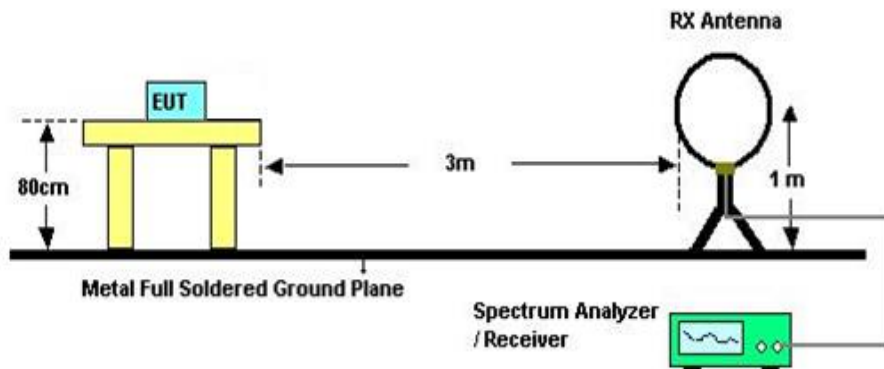 RX Antenna
EUT
3m
80cm
1 m
Metal Full Soldered Ground Plane
Spectrum Analyzer
/ Receiver